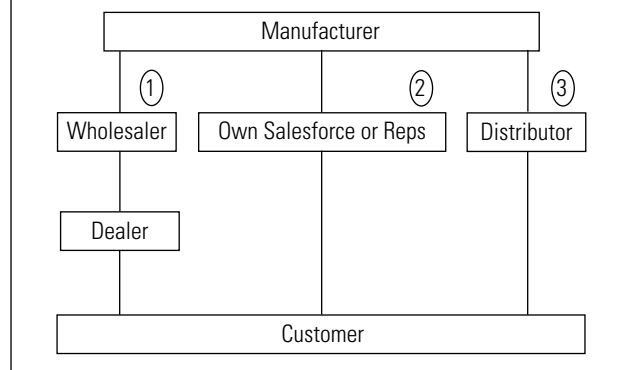 Manufacturer
1 2 3
Wholesaler Own Salesforce or Reps Distributor
Dealer
Customer